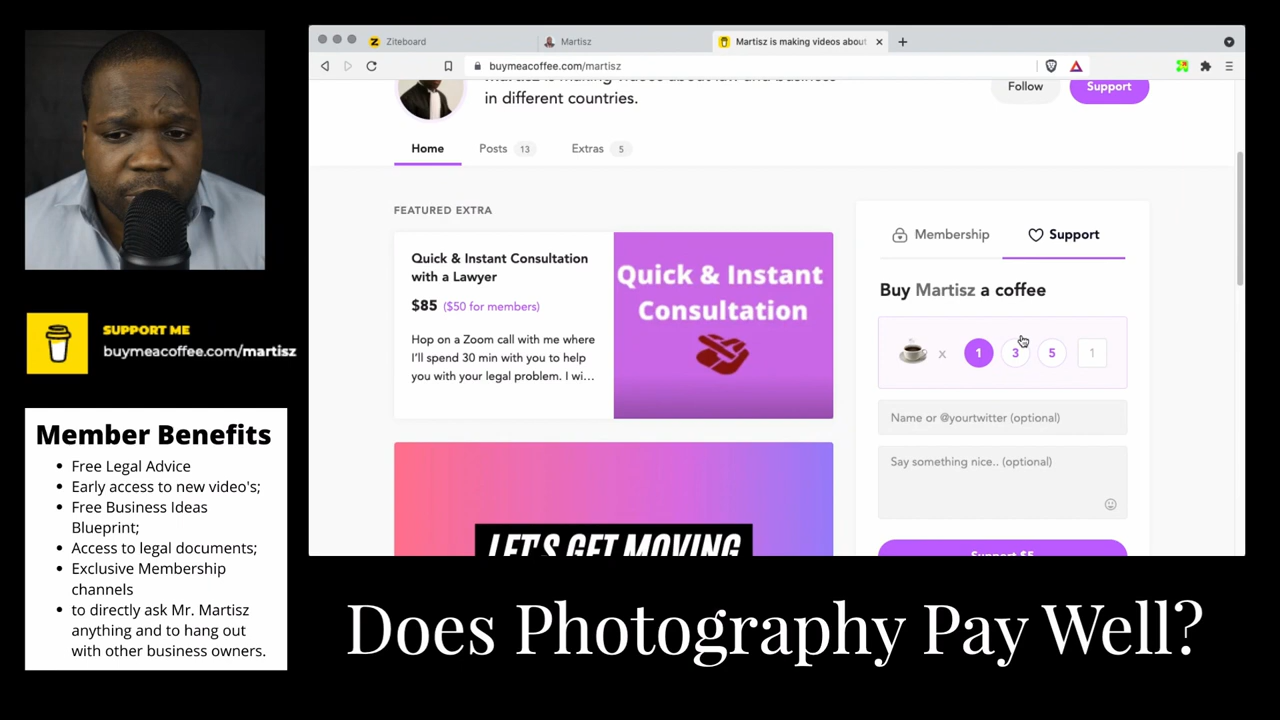 Ziteboard
Martisz
Martisz is making videos about
buymeacoffee.com/martisz
in different countries.
Follow
Support
Home
Posts 13
Extras 5
FEATURED EXTRA
Quick & Instant Consultation
with a Lawyer
$85 ($50 for members)
Hop on a Zoom call with me where
I'll spend 30 min with you to help
you with your legal problem. I wi...
Quick & Instant
Consultation
LET'S GET MOVING
Membership
Support
Buy Martisz a coffee
x 1 3 5 1
Name or @yourtwitter (optional)
Say something nice.. (optional)
Support $5
SUPPORT ME
buymeacoffee.com/martisz
Member Benefits
• Free Legal Advice
• Early access to new video's;
• Free Business Ideas
Blueprint;
• Access to legal documents;
• Exclusive Membership
channels
• to directly ask Mr. Martisz
anything and to hang out
with other business owners.
Does Photography Pay Well?